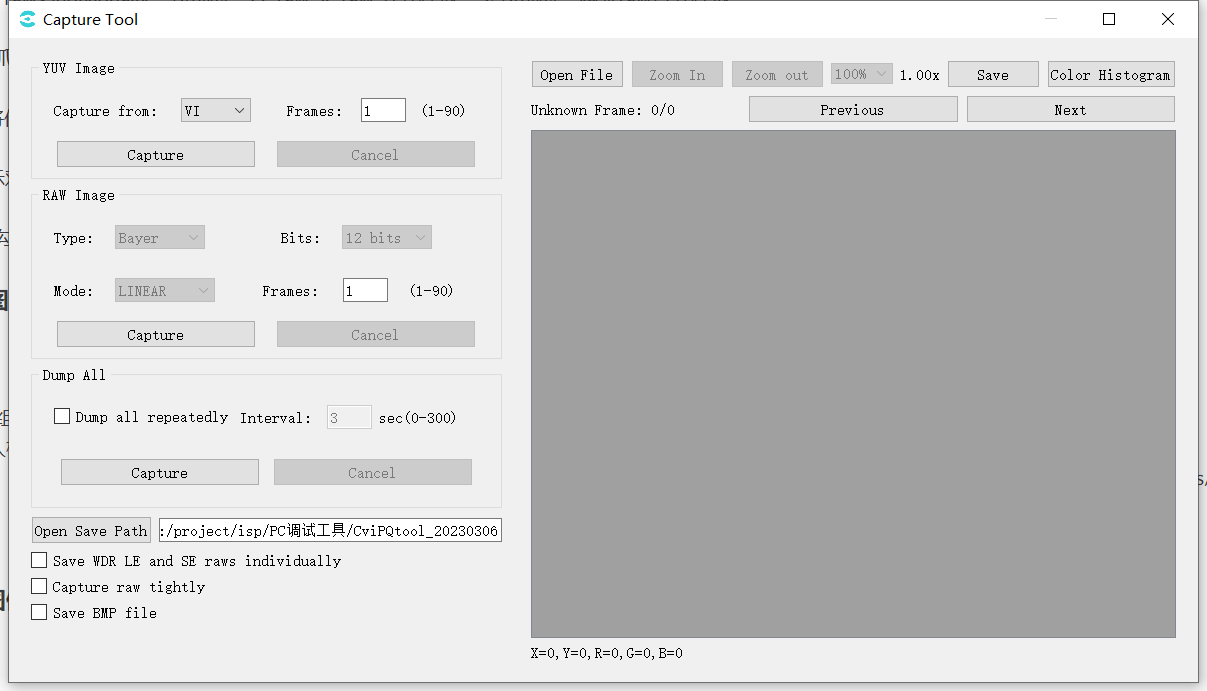 Capture Tool
YUV Image
Capture from: VI Frames: 1 (1-90)
Capture Cancel
RAW Image
Type: Bayer Bits: 12 bits
Mode: LINEAR Frames: 1 (1-90)
Capture Cancel
Dump All
Dump all repeatedly Interval: 3 sec(0-300)
Capture Cancel
Open Save Path :/project/isp/PC调试工具/CviPQtool_20230306
Save WDR LE and SE raws individually
Capture raw tightly
Save BMP file
Open File Zoom In Zoom out 100% 1.00x Save Color Histogram
Unknown Frame: 0/0 Previous Next
X=0,Y=0,R=0,G=0,B=0